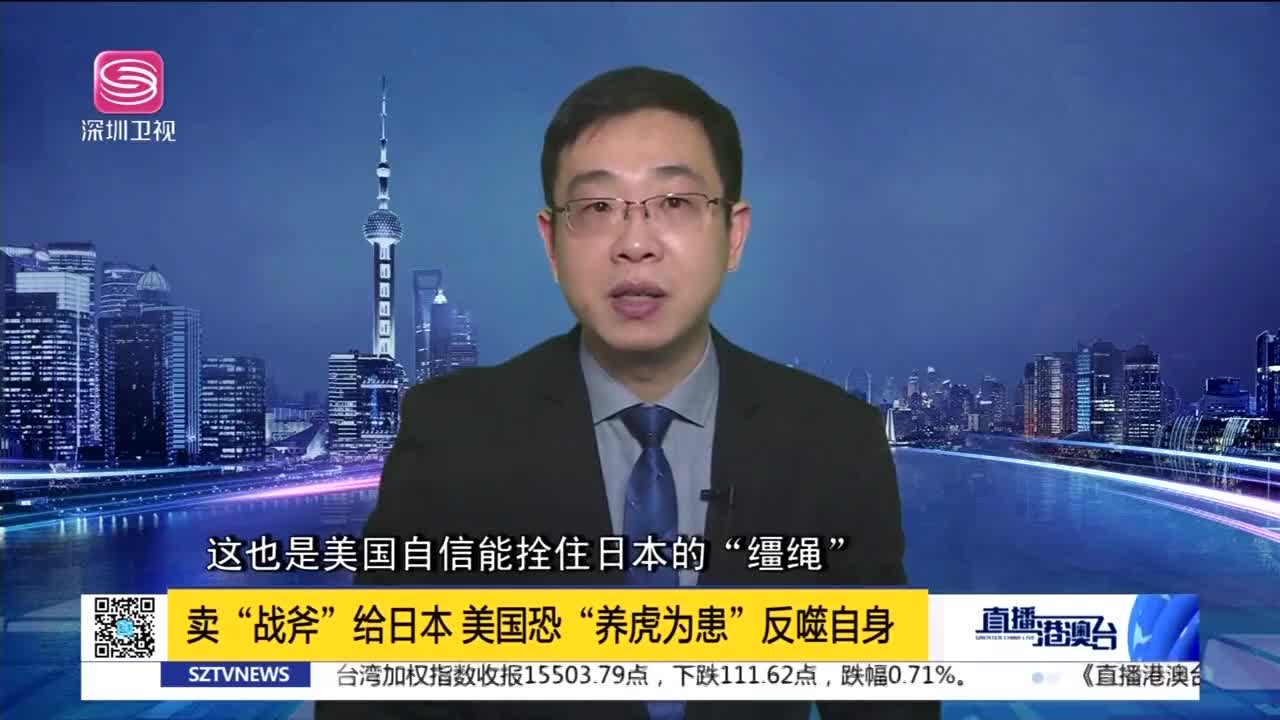 深圳卫视
这也是美国自信能拴住日本的“缰绳”
卖“战斧”给日本 美国恐“养虎为患”反噬自身
直播港澳台
GREATER CHINA LIVE
SZTVNEWS
台湾加权指数收报15503.79点，下跌111.62点，跌幅0.71%。
《直播港澳台